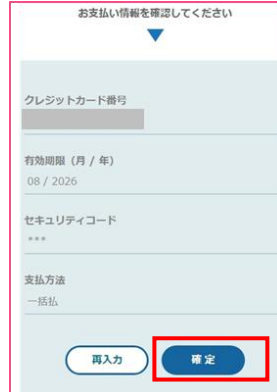 お支払い情報を確認してください
クレジットカード番号
有効期限（月 / 年）
08 / 2026
セキュリティコード
***
支払方法
一括払
再入力
確定